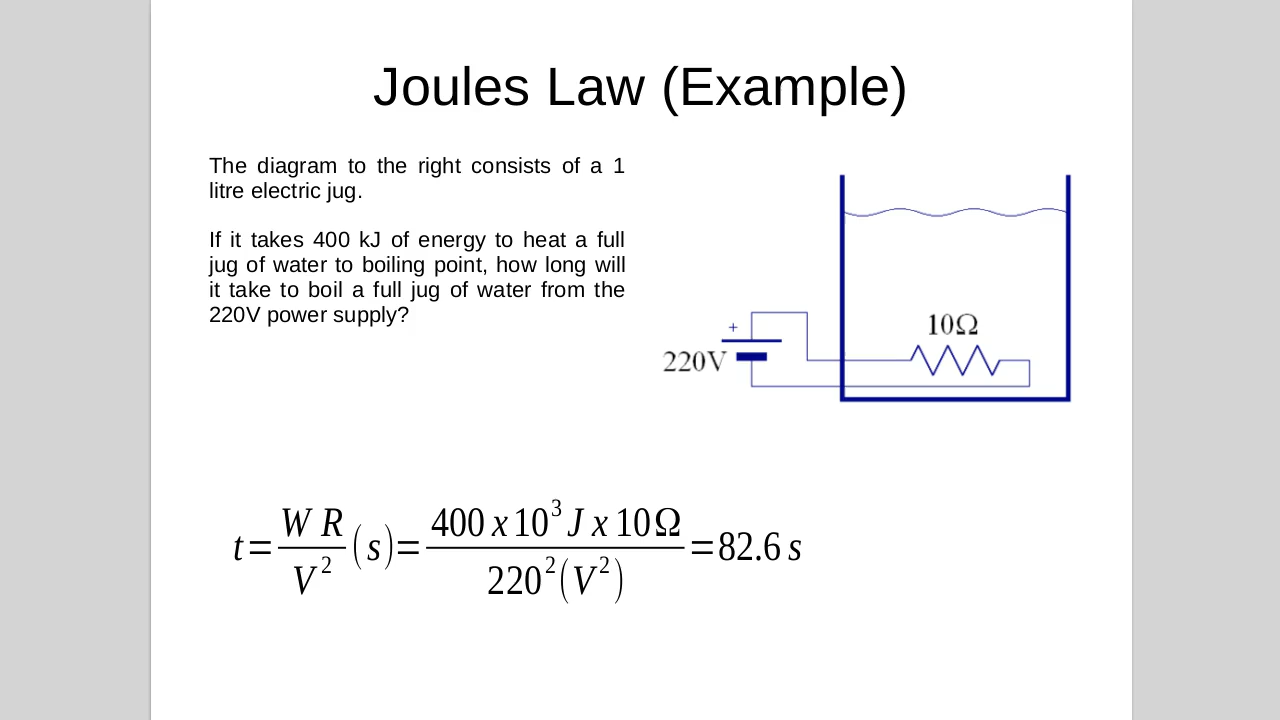 Joules Law (Example)
The diagram to the right consists of a 1
litre electric jug.
If it takes 400 kJ of energy to heat a full
jug of water to boiling point, how long will
it take to boil a full jug of water from the
220V power supply?
+
220V
10Ω
t = W R / V² (s) = 400 x 10³ J x 10Ω / 220² (V²) = 82.6 s